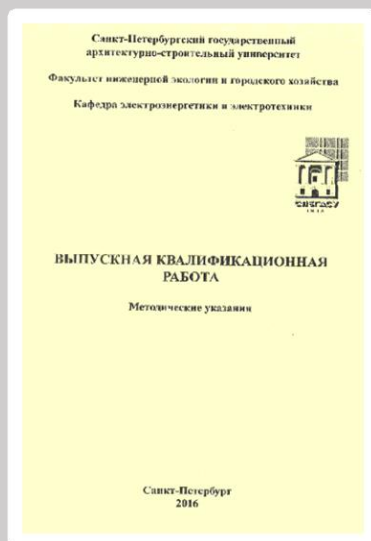 Санкт-Петербургский государственный
архитектурно-строительный университет
Факультет инженерной экологии и городского хозяйства
Кафедра электроэнергетики и электротехники
СПбГАСУ
ВЫПУСКНАЯ КВАЛИФИКАЦИОННАЯ
РАБОТА
Методические указания
Санкт-Петербург
2016